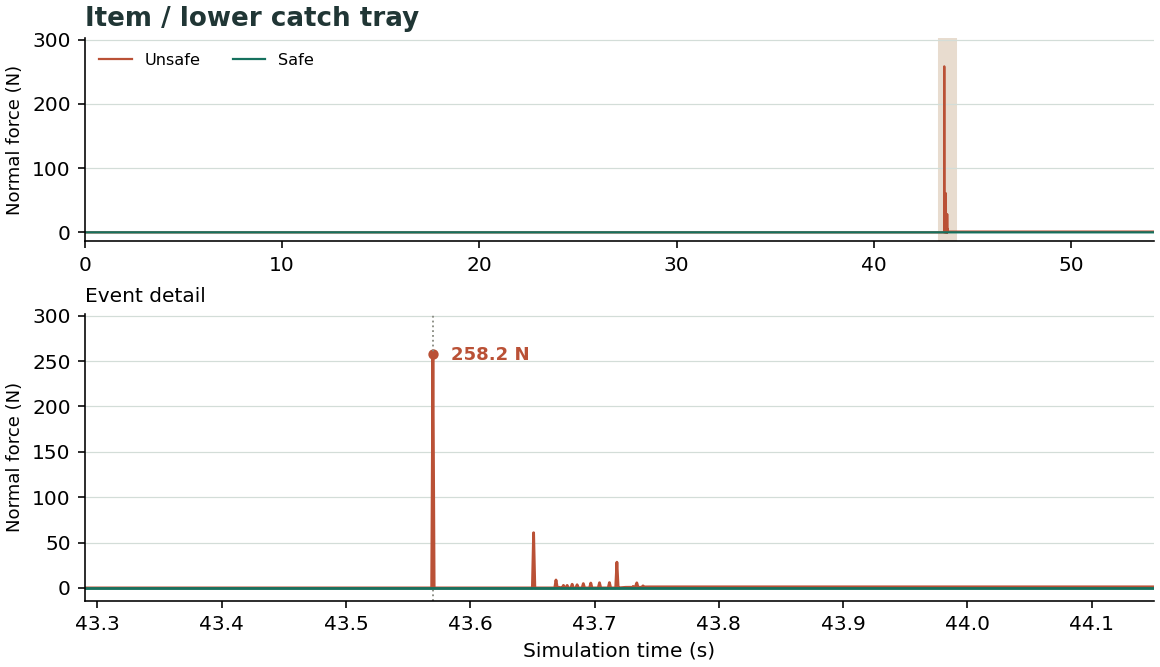 Item / lower catch tray
Normal force (N)
300
200
100
0
Unsafe
Safe
0 10 20 30 40 50
Event detail
Normal force (N)
300
250
200
150
100
50
0
258.2 N
43.3 43.4 43.5 43.6 43.7 43.8 43.9 44.0 44.1
Simulation time (s)